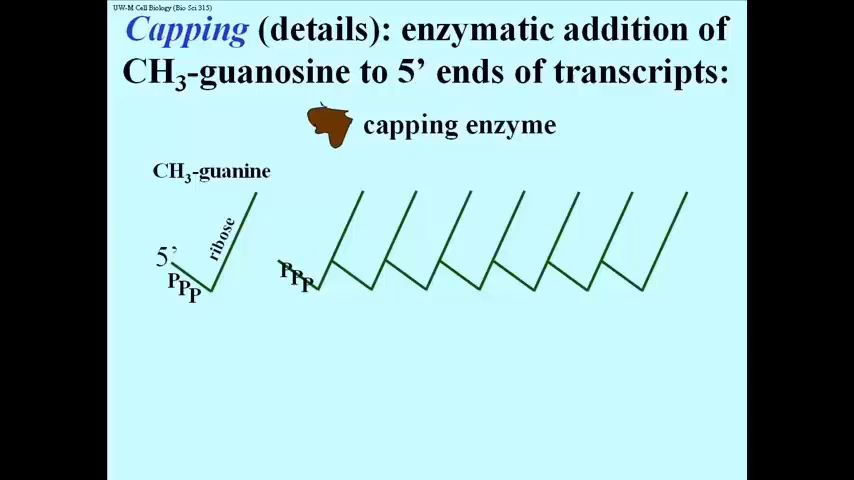 UW-M Cell Biology (Bio Sci 315)
Capping (details): enzymatic addition of
CH3-guanosine to 5’ ends of transcripts:
capping enzyme
CH3-guanine
ribose
5’
PPP
PPP